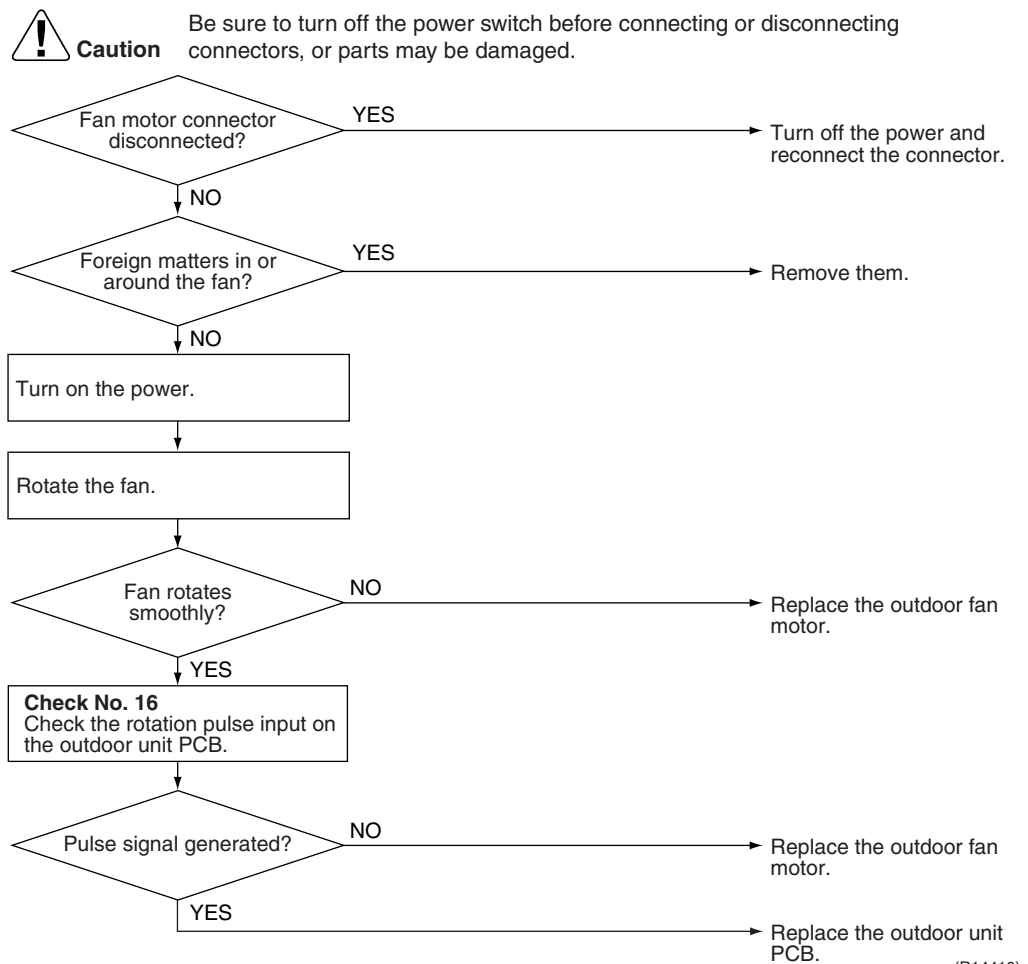 Be sure to turn off the power switch before connecting or disconnecting
Caution connectors, or parts may be damaged.
Fan motor connector
disconnected?
YES
Turn off the power and
reconnect the connector.
NO
Foreign matters in or
around the fan?
YES
Remove them.
NO
Turn on the power.
Rotate the fan.
Fan rotates
smoothly?
NO
Replace the outdoor fan
motor.
YES
Check No. 16
Check the rotation pulse input on
the outdoor unit PCB.
Pulse signal generated?
NO
Replace the outdoor fan
motor.
YES
Replace the outdoor unit
PCB.